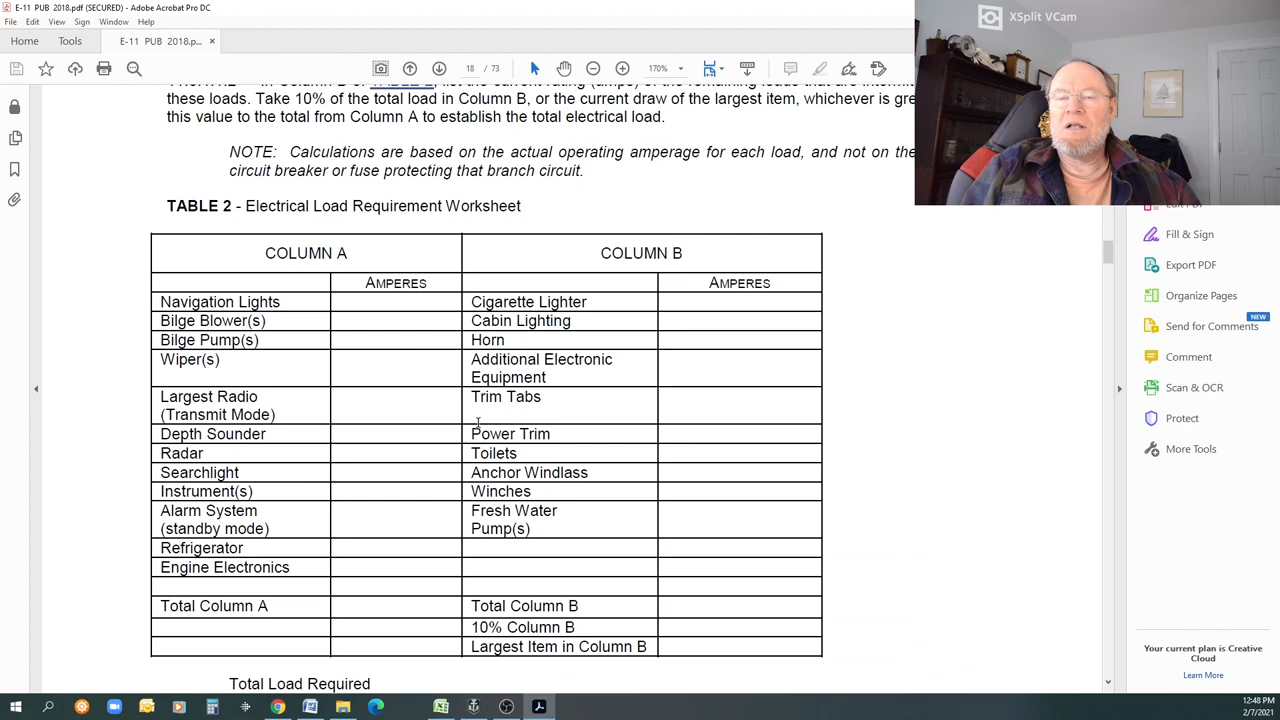 E-11 PUB 2018.pdf (SECURED) - Adobe Acrobat Pro DC
File Edit View Sign Window Help
Home Tools E-11 PUB 2018.p... ×
18 / 73 170%
these loads. Take 10% of the total load in Column B, or the current draw of the largest item, whichever is gre
this value to the total from Column A to establish the total electrical load.
NOTE: Calculations are based on the actual operating amperage for each load, and not on the
circuit breaker or fuse protecting that branch circuit.
TABLE 2 - Electrical Load Requirement Worksheet
COLUMN A COLUMN B
AMPERES AMPERES
Navigation Lights Cigarette Lighter
Bilge Blower(s) Cabin Lighting
Bilge Pump(s) Horn
Wiper(s) Additional Electronic
Equipment
Largest Radio Trim Tabs
(Transmit Mode)
Depth Sounder Power Trim
Radar Toilets
Searchlight Anchor Windlass
Instrument(s) Winches
Alarm System Fresh Water
(standby mode) Pump(s)
Refrigerator
Engine Electronics
Total Column A Total Column B
10% Column B
Largest Item in Column B
Total Load Required
XSplit VCam
Fill & Sign
Export PDF
Organize Pages
NEW
Send for Comments
Comment
Scan & OCR
Protect
More Tools
Your current plan is Creative
Cloud
Learn More
12:48 PM
2/7/2021